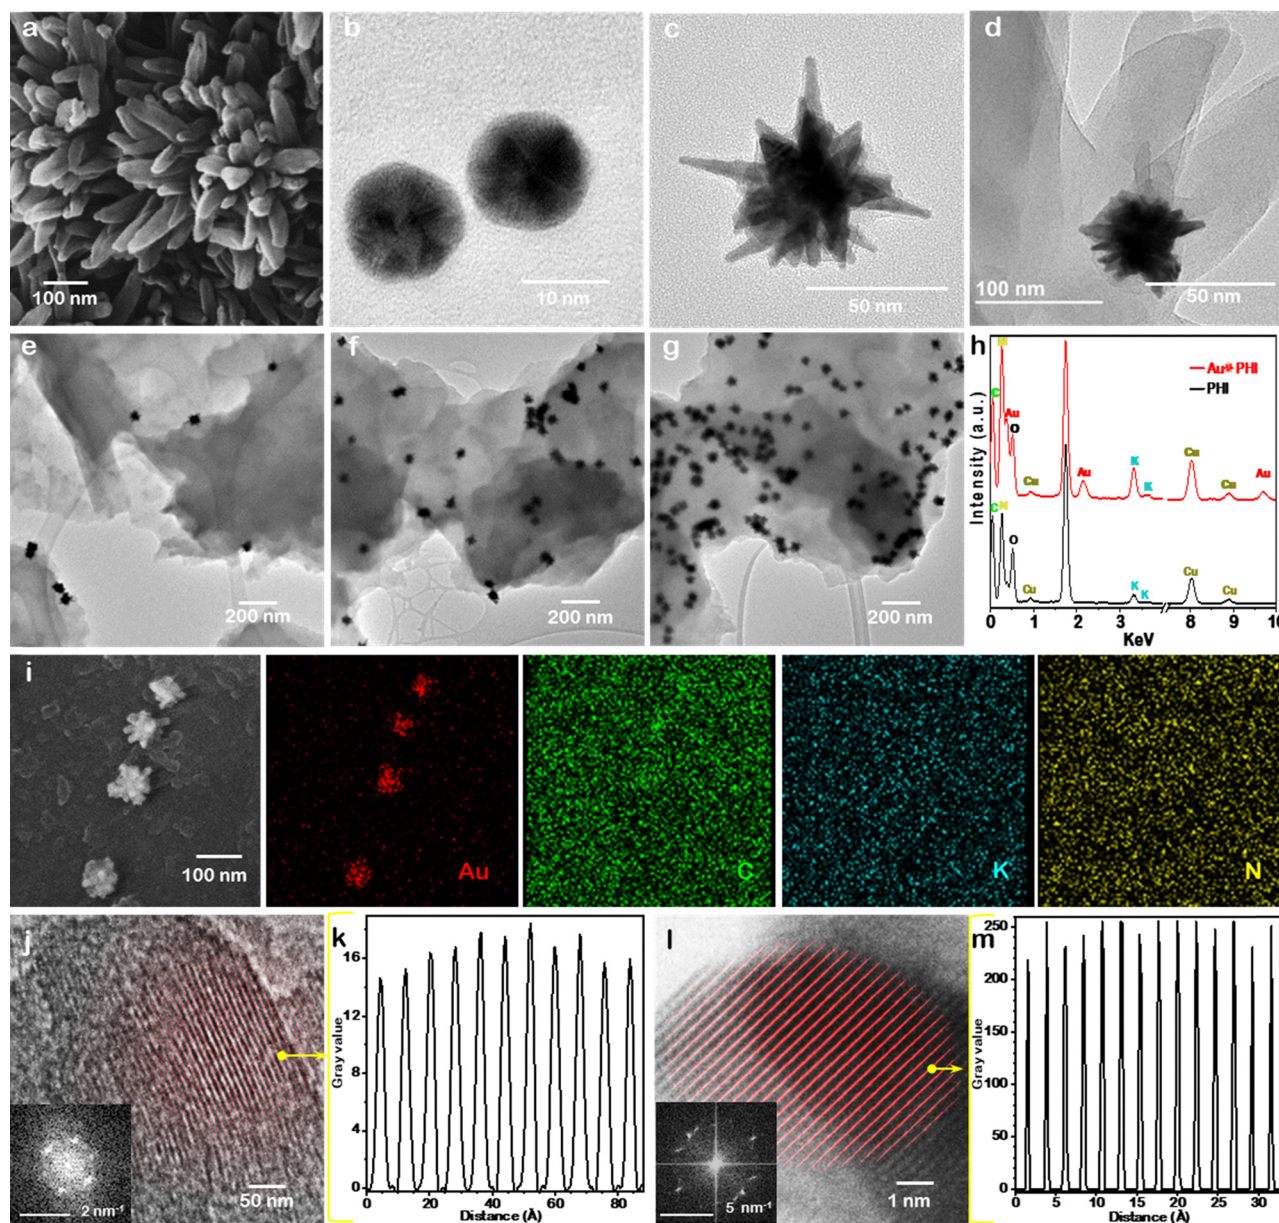 a
b
c
d
100 nm
10 nm
50 nm
100 nm
50 nm
e
f
g
h
200 nm
200 nm
200 nm
Intensity (a.u.)
Au* PHI
PHI
N
C
Au
O
Cu
Au
K
K
Cu
Cu
Au
C
N
O
Cu
K
K
Cu
Cu
0 1 2 3 8 9 10
KeV
i
100 nm
Au
C
K
N
j
50 nm
2 nm⁻¹
k
Gray value
16
12
8
4
0
0 20 40 60 80
Distance (Å)
l
1 nm
5 nm⁻¹
m
Gray value
250
200
150
100
50
0
0 5 10 15 20 25 30
Distance (Å)